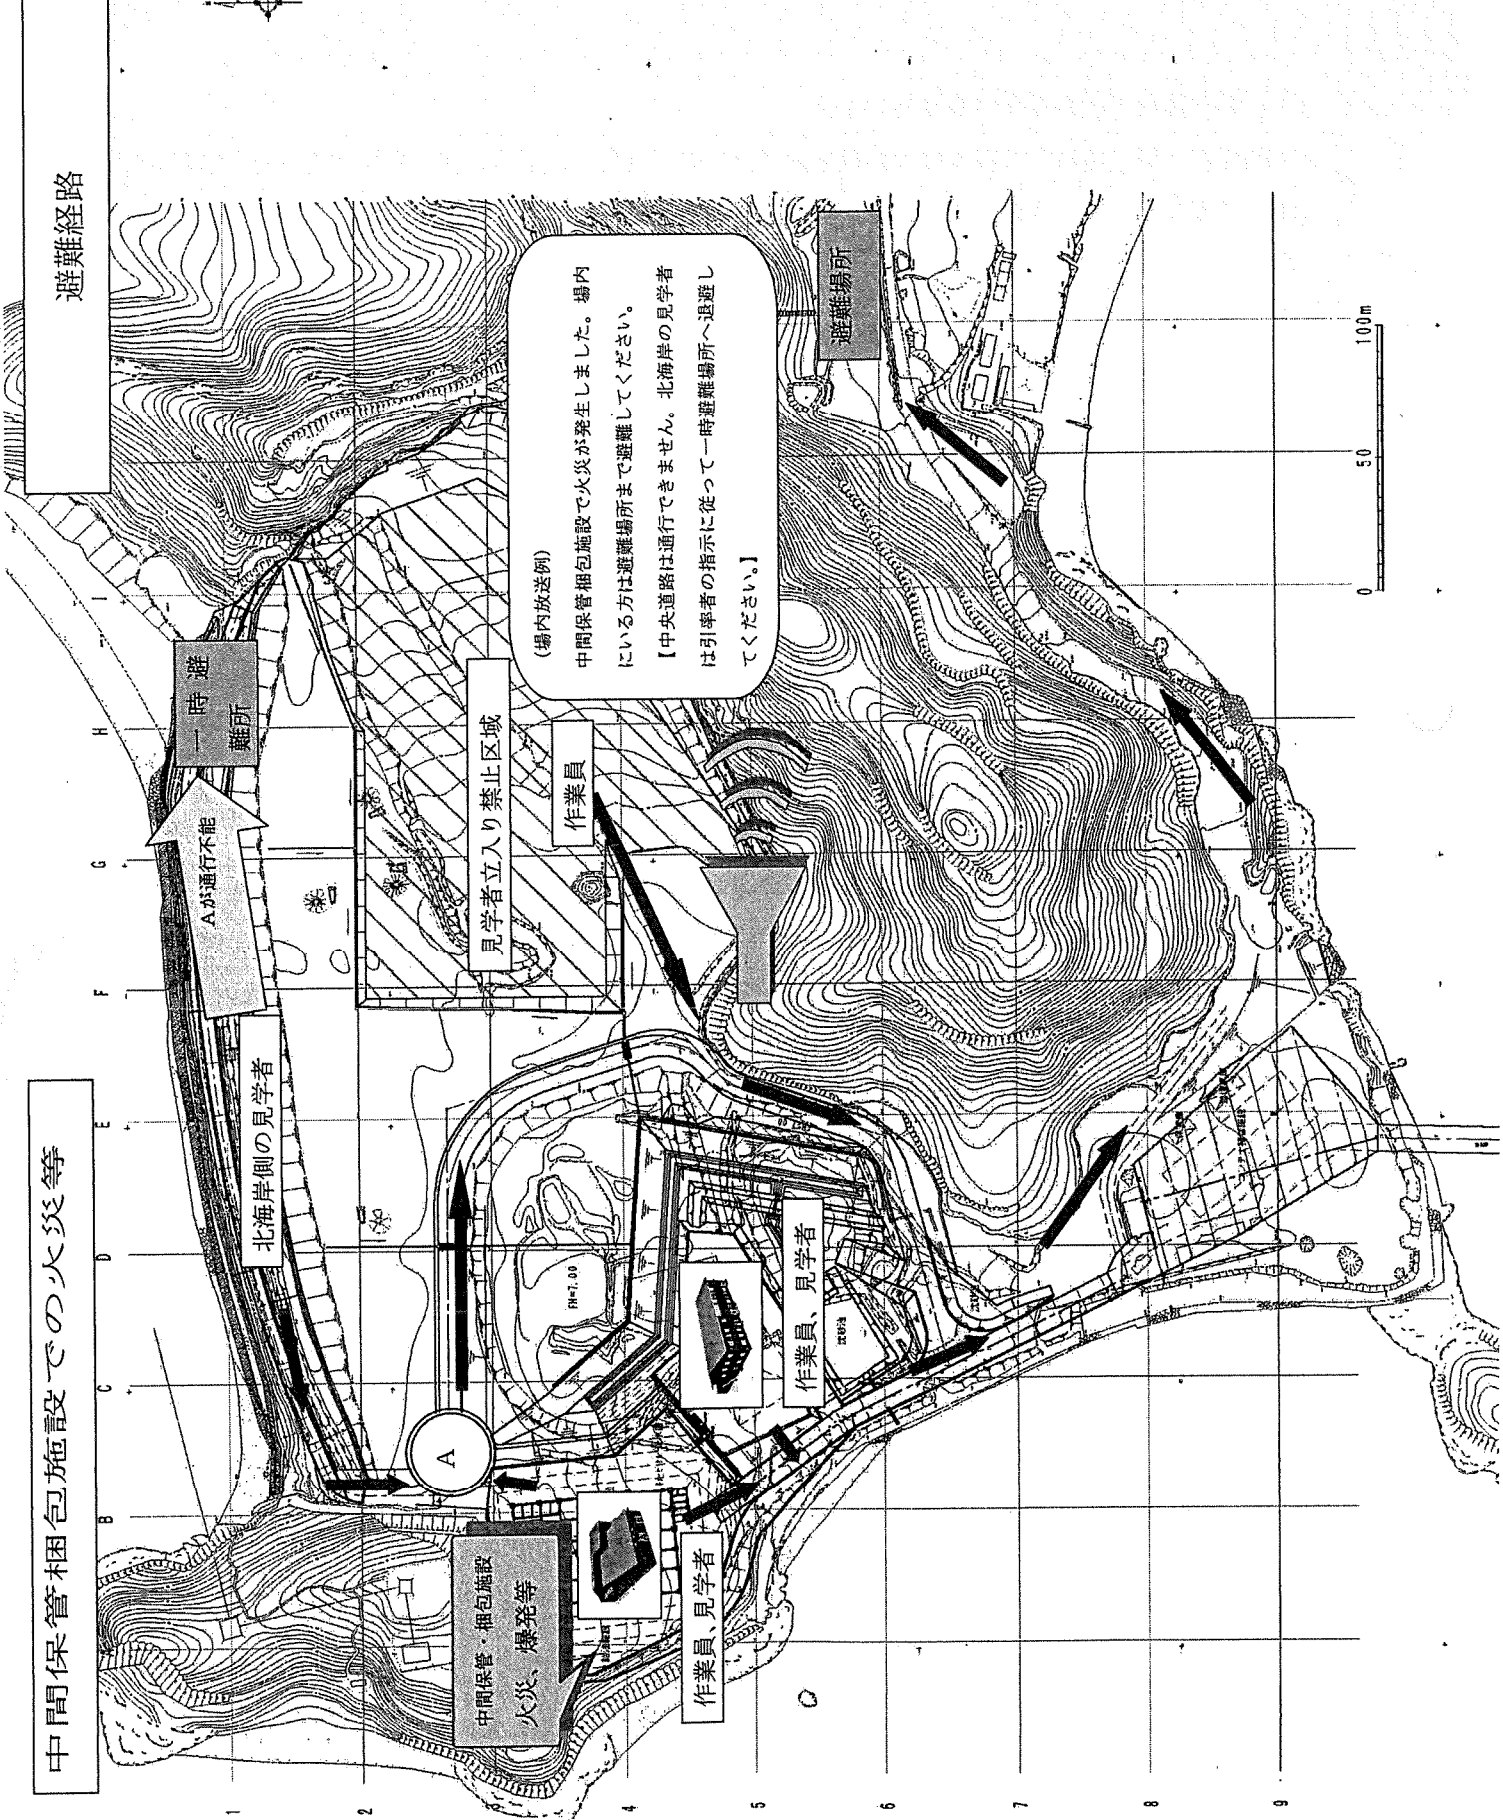 中間保管梱包施設での火災等
避難経路
北海岸側の見学者
Aが通行不能
一 時 避
難所
見学者立入り禁止区域
作業員
(場内放送例)
中間保管梱包施設で火災が発生しました。場内
にいる方は避難場所まで避難してください。
【中央道路は通行できません。北海岸の見学者
は引率者の指示に従って一時避難場所へ退避し
てください。】
避難場所
A
FH=7.00
中間保管・梱包施設
火災、爆発等
作業員、見学者
作業員、見学者
沈砂池
B
C
D
E
F
G
H
I
1
2
3
4
5
6
7
8
9
0
50
100m